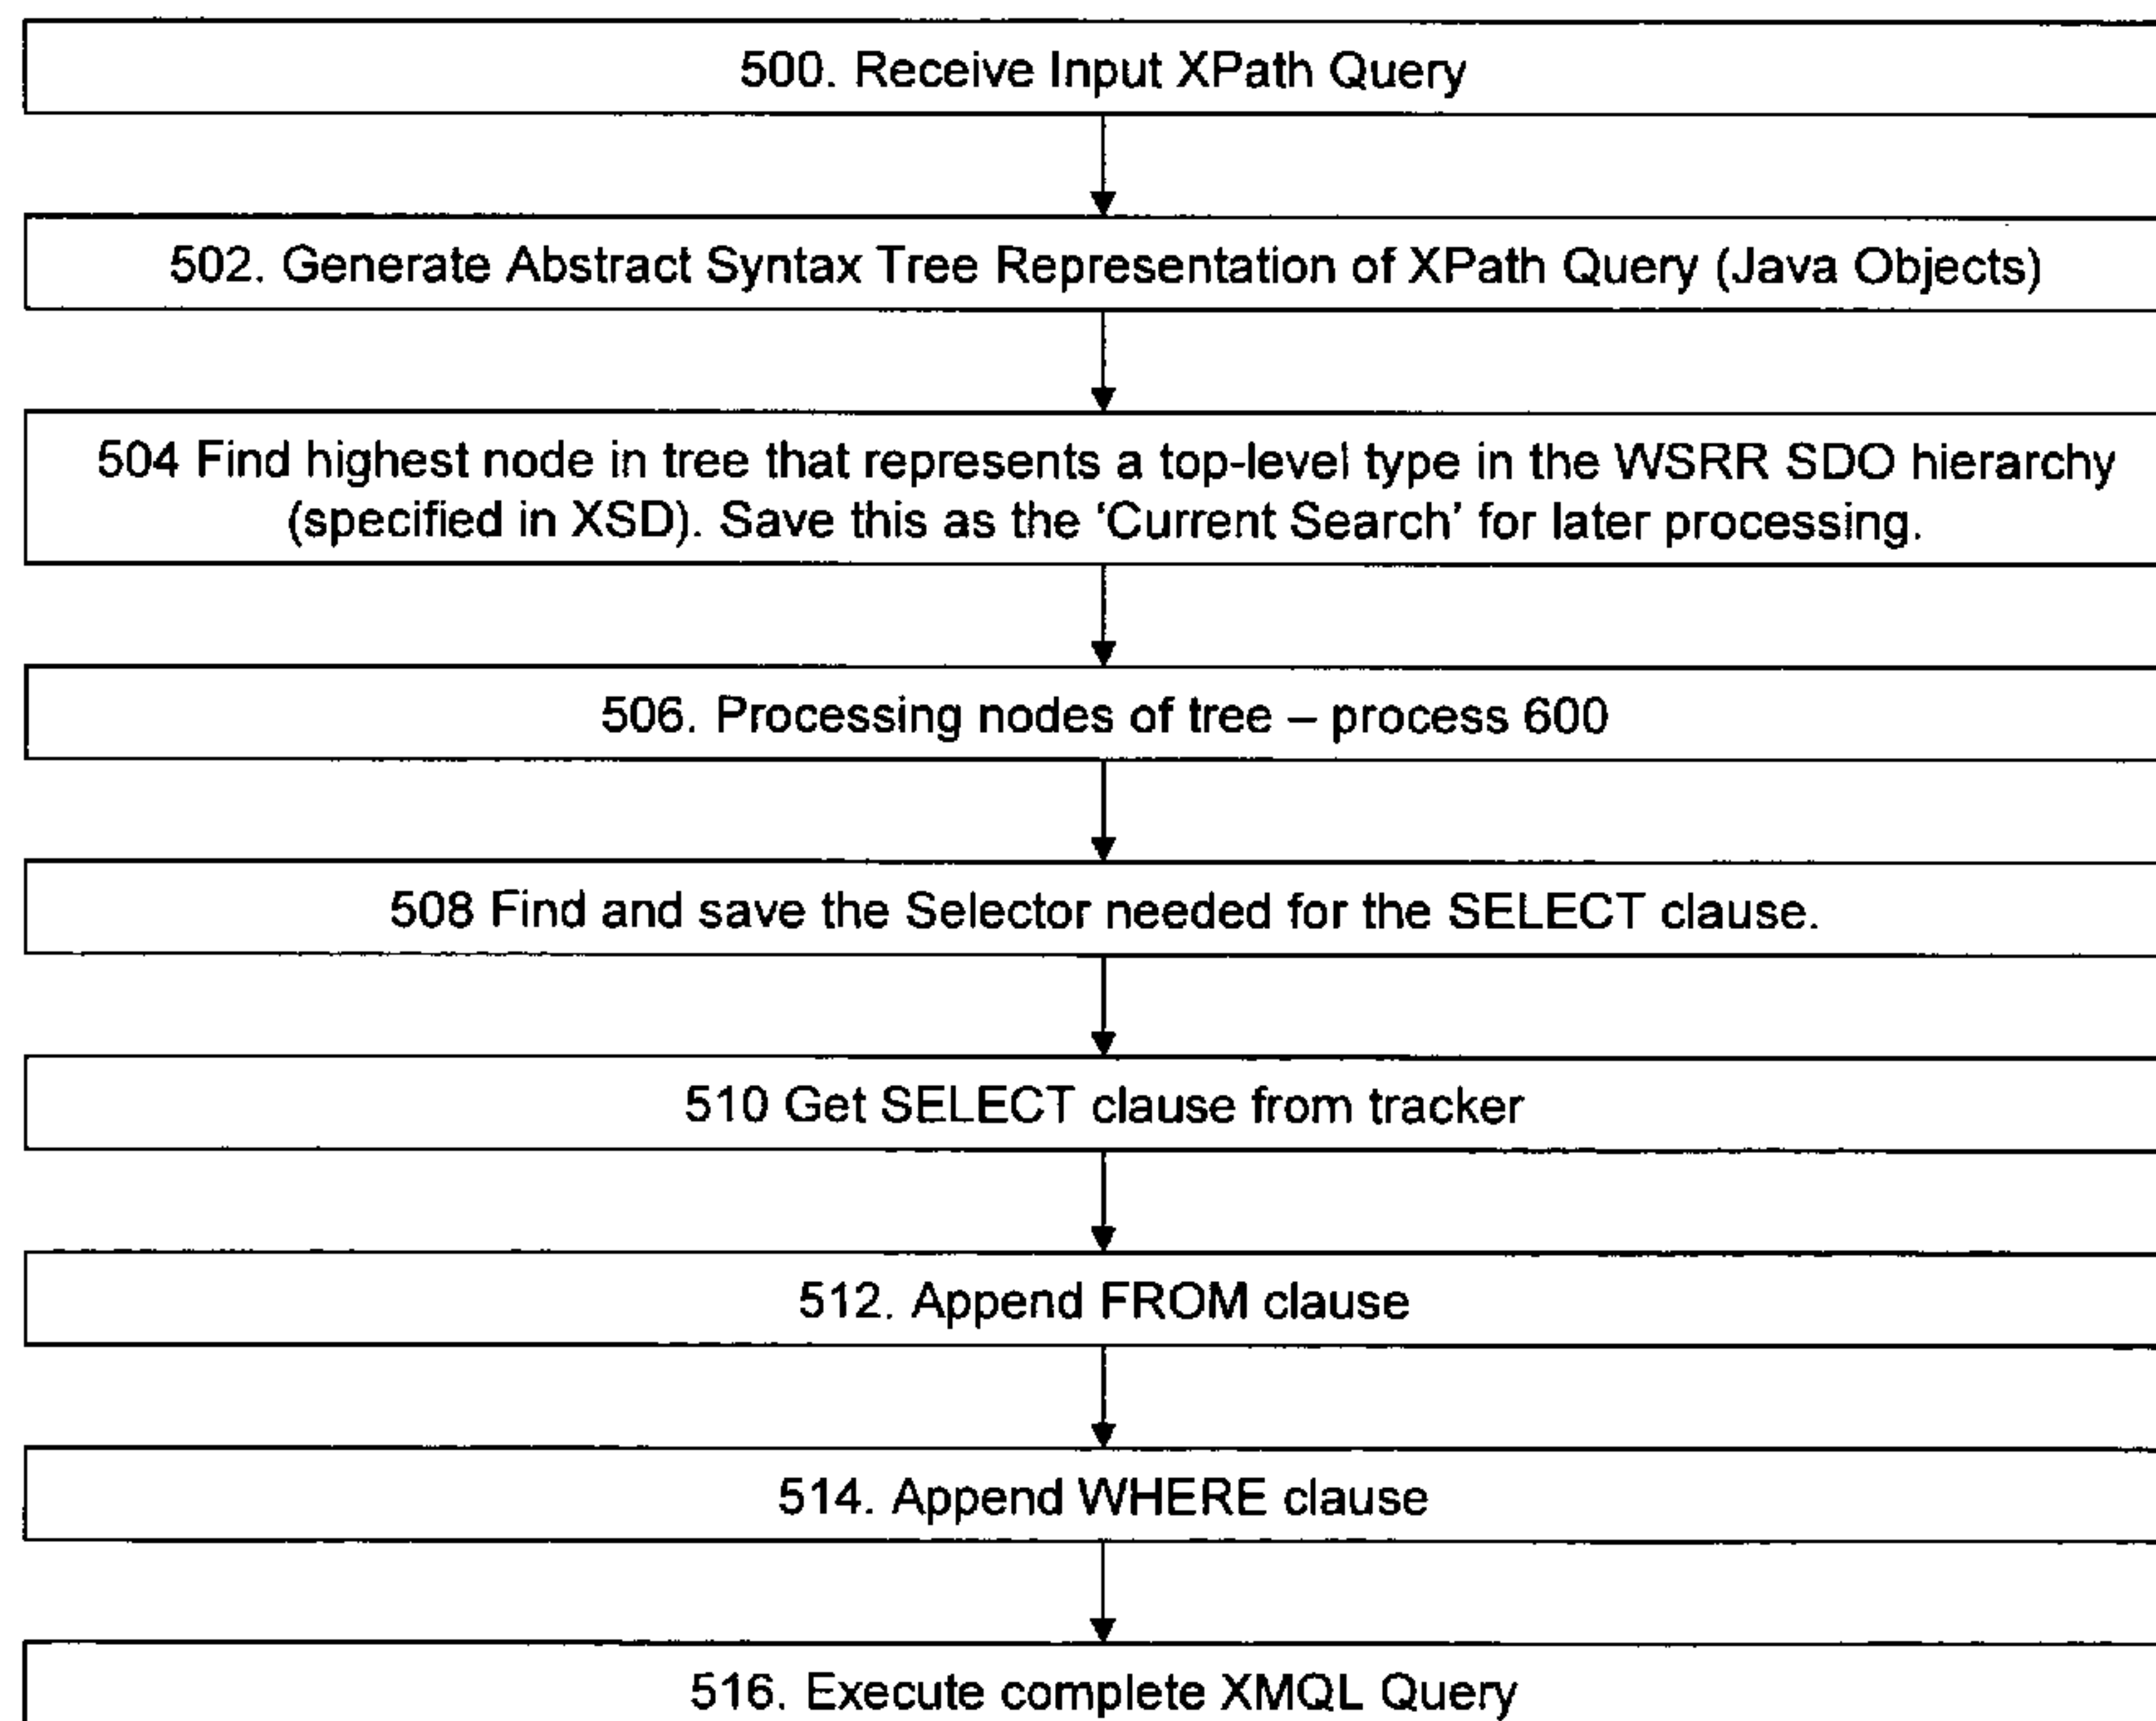 500. Receive Input XPath Query
502. Generate Abstract Syntax Tree Representation of XPath Query (Java Objects)
504 Find highest node in tree that represents a top-level type in the WSRR SDO hierarchy
(specified in XSD). Save this as the ‘Current Search’ for later processing.
506. Processing nodes of tree – process 600
508 Find and save the Selector needed for the SELECT clause.
510 Get SELECT clause from tracker
512. Append FROM clause
514. Append WHERE clause
516. Execute complete XMQL Query